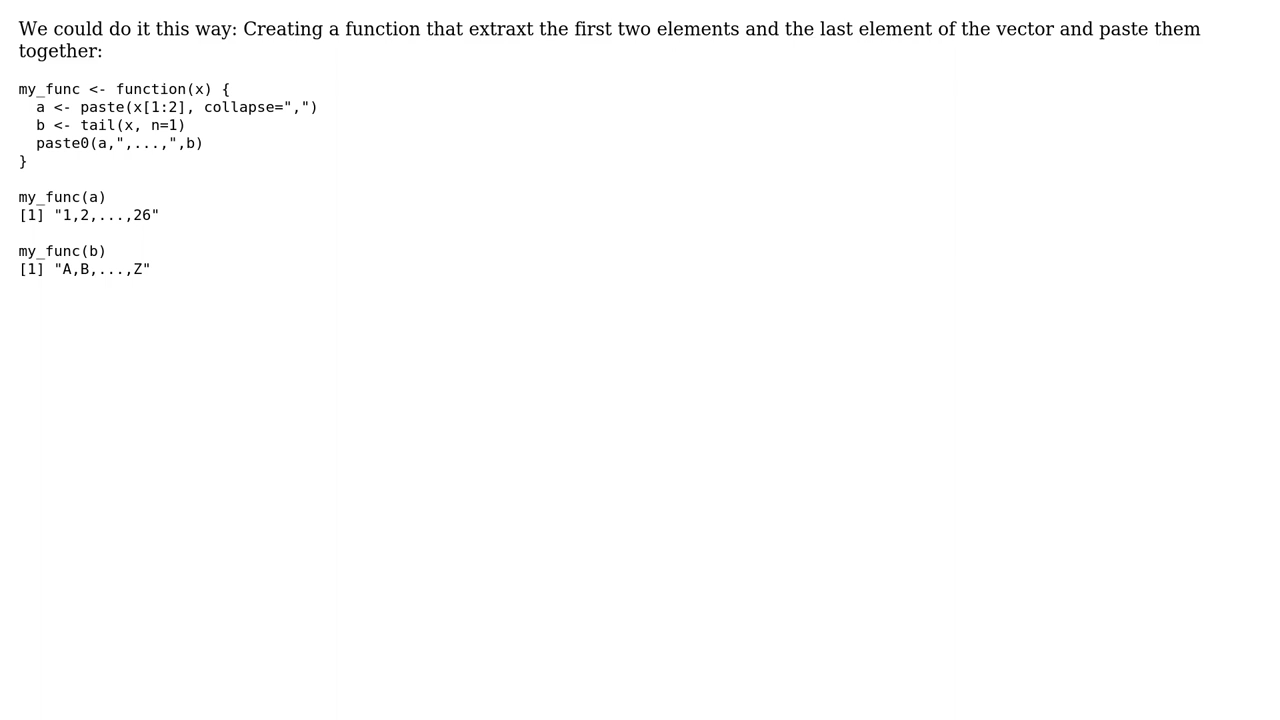 We could do it this way: Creating a function that extraxt the first two elements and the last element of the vector and paste them
together:
my_func <- function(x) {
  a <- paste(x[1:2], collapse=",")
  b <- tail(x, n=1)
  paste0(a,",...,",b)
}
my_func(a)
[1] "1,2,...,26"
my_func(b)
[1] "A,B,...,Z"